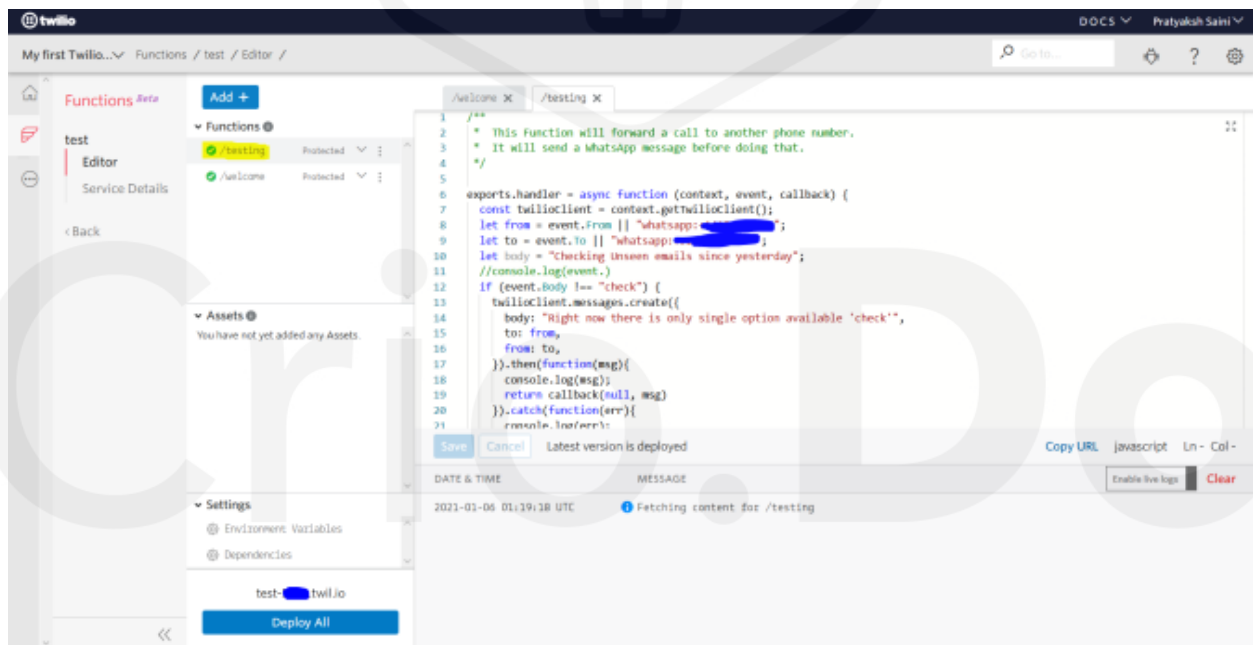 twilio
DOCS Pratyaksh Saini
My first Twilio... Functions / test / Editor /
Go to...
Functions Beta
test
Editor
Service Details
‹ Back
Add +
Functions
/testing Protected
/welcome Protected
Assets
You have not yet added any Assets.
Settings
Environment Variables
Dependencies
test- .twil.io
Deploy All
/welcome × /testing ×
1 /**
2 * This Function will forward a call to another phone number.
3 * It will send a WhatsApp message before doing that.
4 */
5
6 exports.handler = async function (context, event, callback) {
7 const twilioClient = context.getTwilioClient();
8 let from = event.From || "whatsapp: ";
9 let to = event.To || "whatsapp: ;
10 let body = "Checking Unseen emails since yesterday";
11 //console.log(event.)
12 if (event.Body !== "check") {
13 twilioClient.messages.create({
14 body: "Right now there is only single option available 'check'",
15 to: from,
16 from: to,
17 }).then(function(msg){
18 console.log(msg);
19 return callback(null, msg)
20 }).catch(function(err){
21 console.log(err);
Save Cancel Latest version is deployed Copy URL javascript Ln - Col -
DATE & TIME MESSAGE Enable live logs Clear
2021-01-06 01:19:18 UTC Fetching content for /testing
Crio.Do